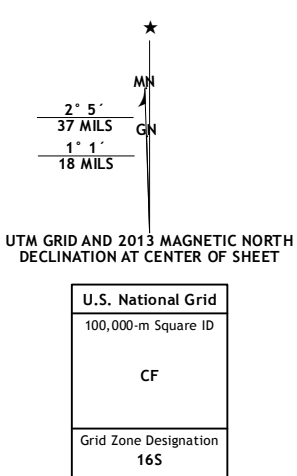 ★
MN
2° 5´
37 MILS
GN
1° 1´
18 MILS
UTM GRID AND 2013 MAGNETIC NORTH
DECLINATION AT CENTER OF SHEET
U.S. National Grid
100,000-m Square ID
CF
Grid Zone Designation
16S